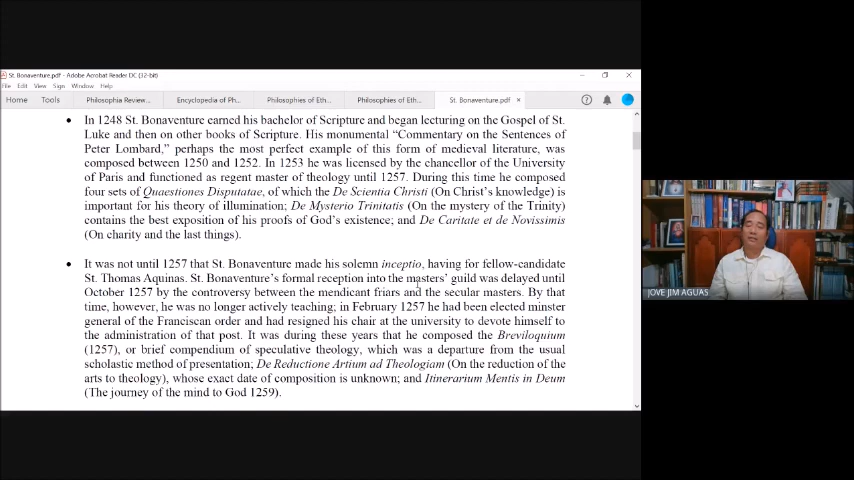 St. Bonaventure.pdf - Adobe Acrobat Reader DC (32-bit)
File Edit View Sign Window Help
Home Tools Philosophia Review... Encyclopedia of Ph... Philosophies of Eth... Philosophies of Eth... St. Bonaventure.pdf ×
• In 1248 St. Bonaventure earned his bachelor of Scripture and began lecturing on the Gospel of St.
Luke and then on other books of Scripture. His monumental “Commentary on the Sentences of
Peter Lombard,” perhaps the most perfect example of this form of medieval literature, was
composed between 1250 and 1252. In 1253 he was licensed by the chancellor of the University
of Paris and functioned as regent master of theology until 1257. During this time he composed
four sets of Quaestiones Disputatae, of which the De Scientia Christi (On Christ’s knowledge) is
important for his theory of illumination; De Mysterio Trinitatis (On the mystery of the Trinity)
contains the best exposition of his proofs of God’s existence; and De Caritate et de Novissimis
(On charity and the last things).
• It was not until 1257 that St. Bonaventure made his solemn inceptio, having for fellow-candidate
St. Thomas Aquinas. St. Bonaventure’s formal reception into the masters’ guild was delayed until
October 1257 by the controversy between the mendicant friars and the secular masters. By that
time, however, he was no longer actively teaching; in February 1257 he had been elected minster
general of the Franciscan order and had resigned his chair at the university to devote himself to
the administration of that post. It was during these years that he composed the Breviloquium
(1257), or brief compendium of speculative theology, which was a departure from the usual
scholastic method of presentation; De Reductione Artium ad Theologiam (On the reduction of the
arts to theology), whose exact date of composition is unknown; and Itinerarium Mentis in Deum
(The journey of the mind to God 1259).
JOVE JIM AGUAS